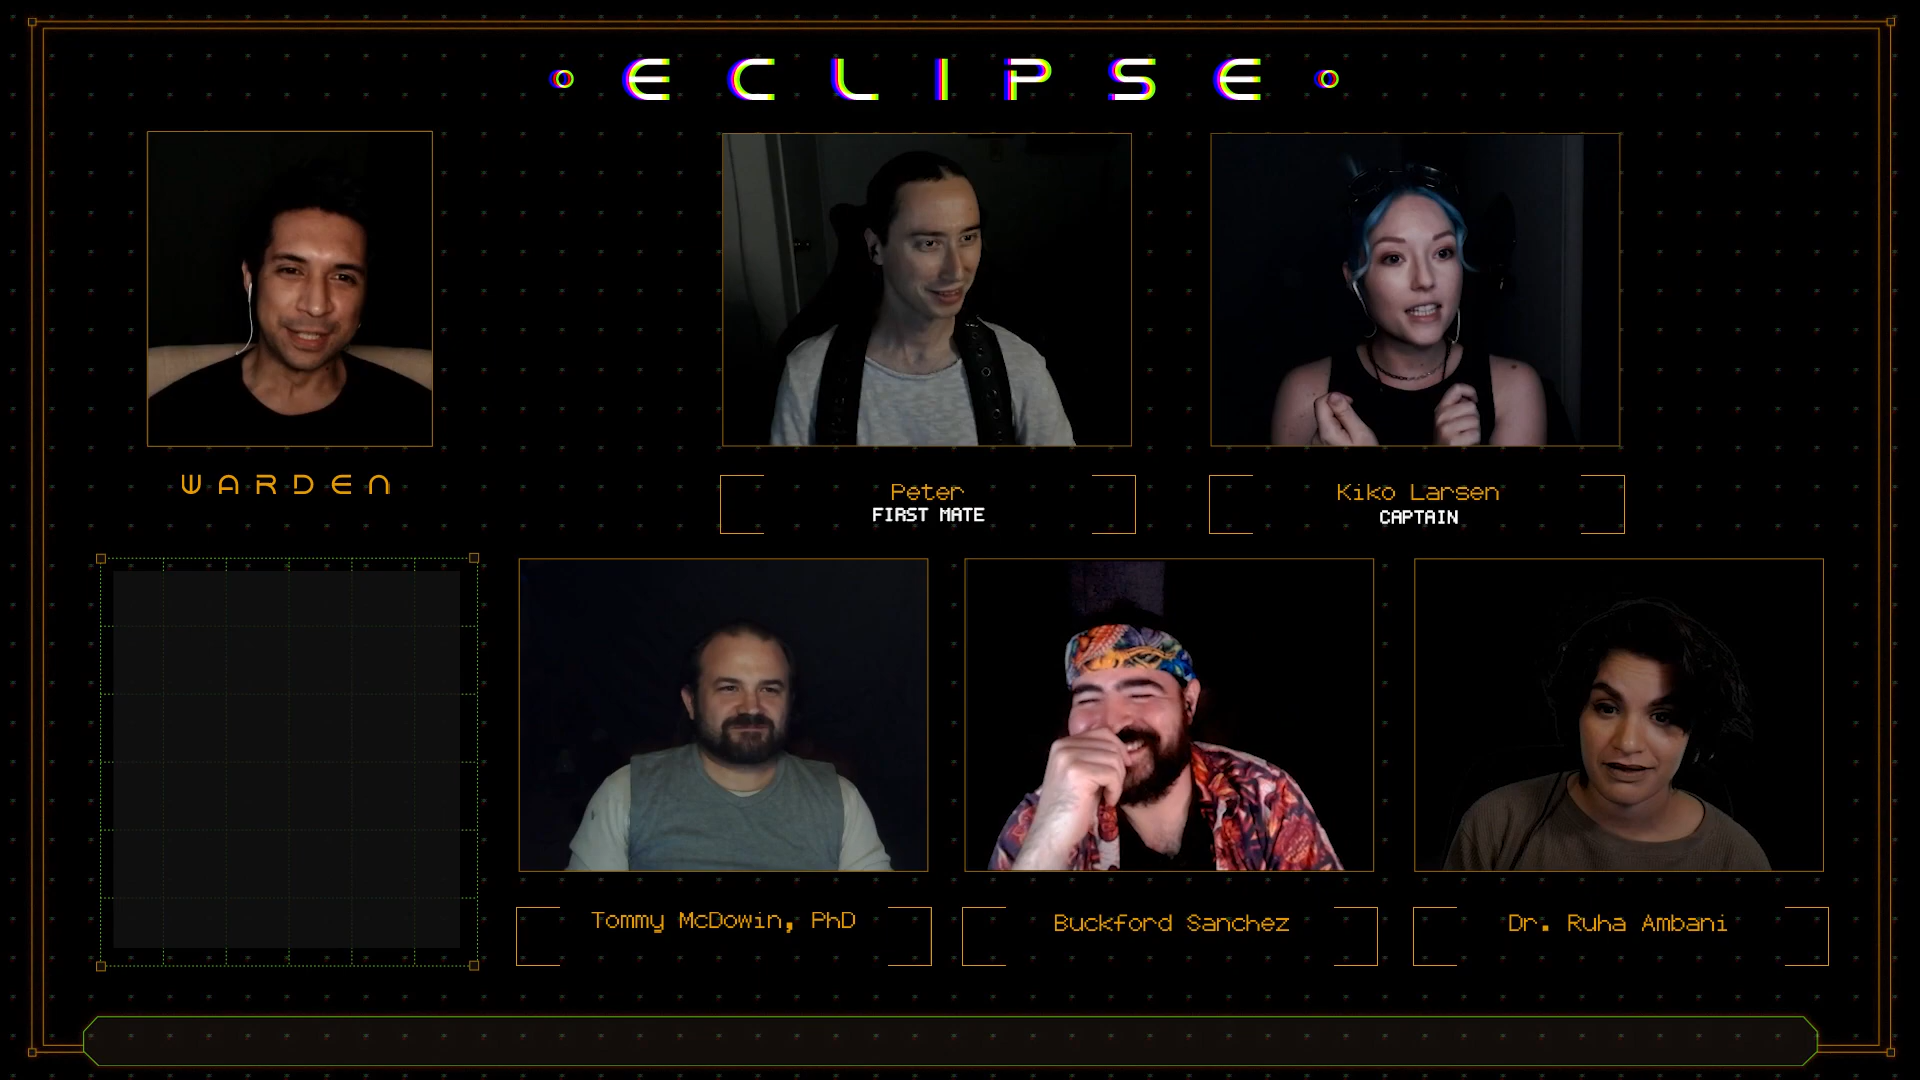 ECLIPSE
WARDEN
Peter
FIRST MATE
Kiko Larsen
CAPTAIN
Tommy McDowin, PhD
Buckford Sanchez
Dr. Ruha Ambani